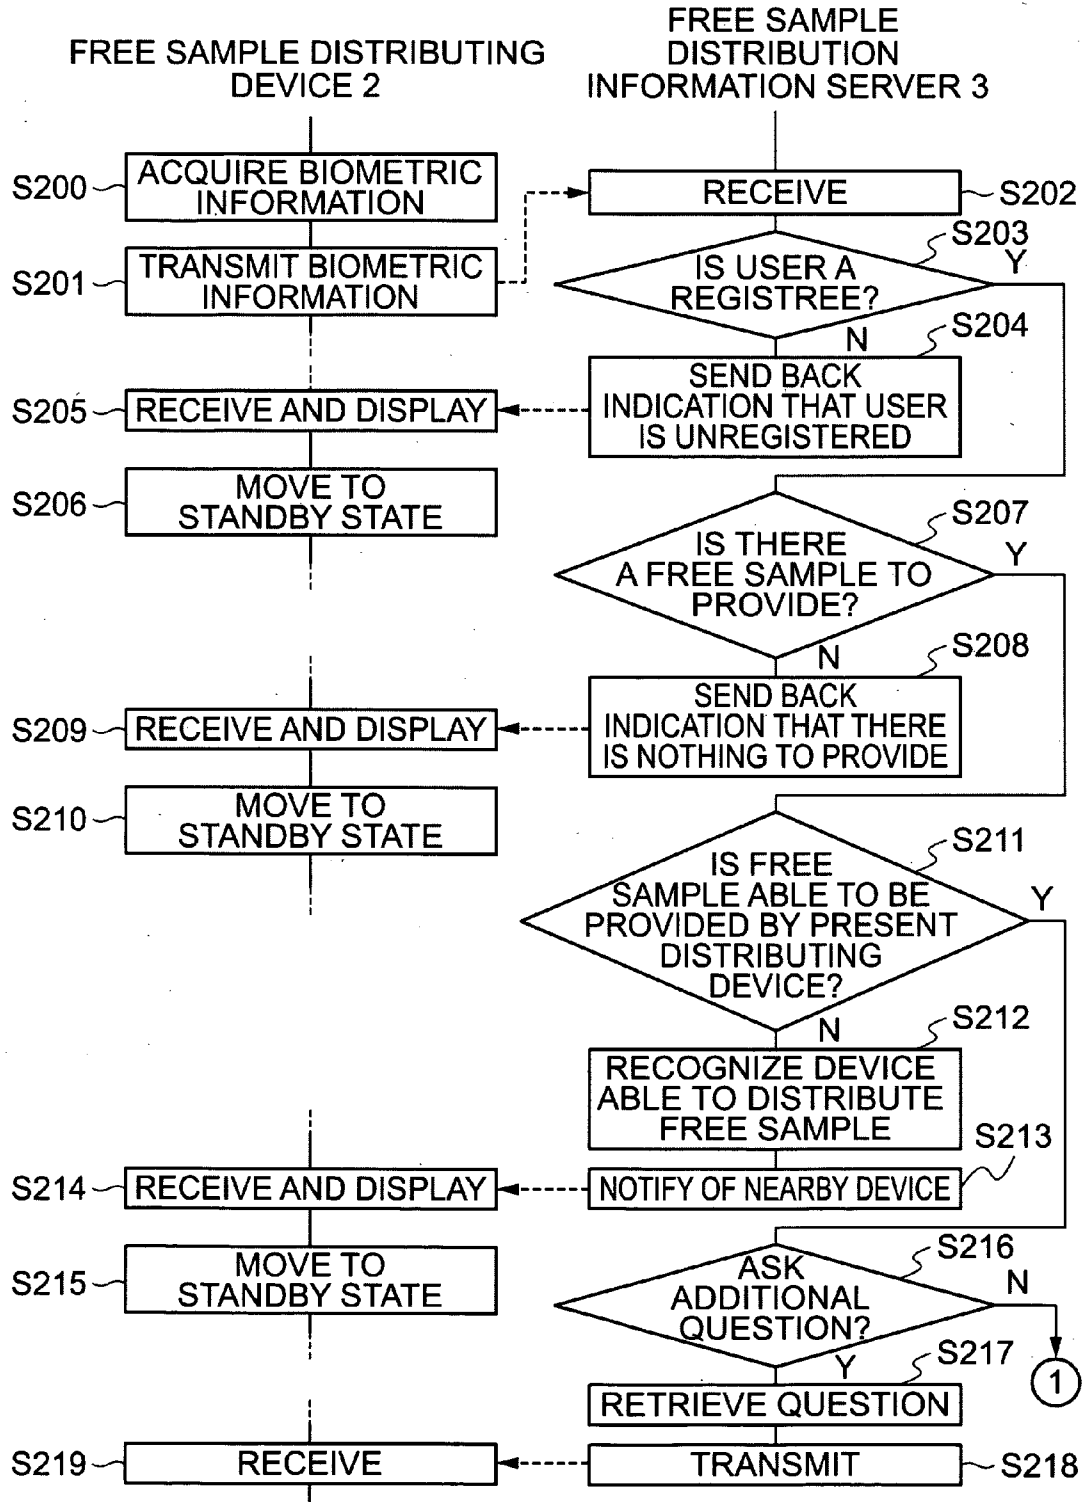 FREE SAMPLE DISTRIBUTING
DEVICE 2
FREE SAMPLE
DISTRIBUTION
INFORMATION SERVER 3
S200
ACQUIRE BIOMETRIC
INFORMATION
RECEIVE
S202
S201
TRANSMIT BIOMETRIC
INFORMATION
S203
IS USER A
REGISTREE?
Y
N
S204
SEND BACK
INDICATION THAT USER
IS UNREGISTERED
S205
RECEIVE AND DISPLAY
S206
MOVE TO
STANDBY STATE
S207
IS THERE
A FREE SAMPLE TO
PROVIDE?
Y
N
S208
SEND BACK
INDICATION THAT THERE
IS NOTHING TO PROVIDE
S209
RECEIVE AND DISPLAY
S210
MOVE TO
STANDBY STATE
S211
IS FREE
SAMPLE ABLE TO BE
PROVIDED BY PRESENT
DISTRIBUTING
DEVICE?
Y
N
S212
RECOGNIZE DEVICE
ABLE TO DISTRIBUTE
FREE SAMPLE
S213
NOTIFY OF NEARBY DEVICE
S214
RECEIVE AND DISPLAY
S215
MOVE TO
STANDBY STATE
S216
ASK
ADDITIONAL
QUESTION?
N
1
Y
S217
RETRIEVE QUESTION
S219
RECEIVE
TRANSMIT
S218